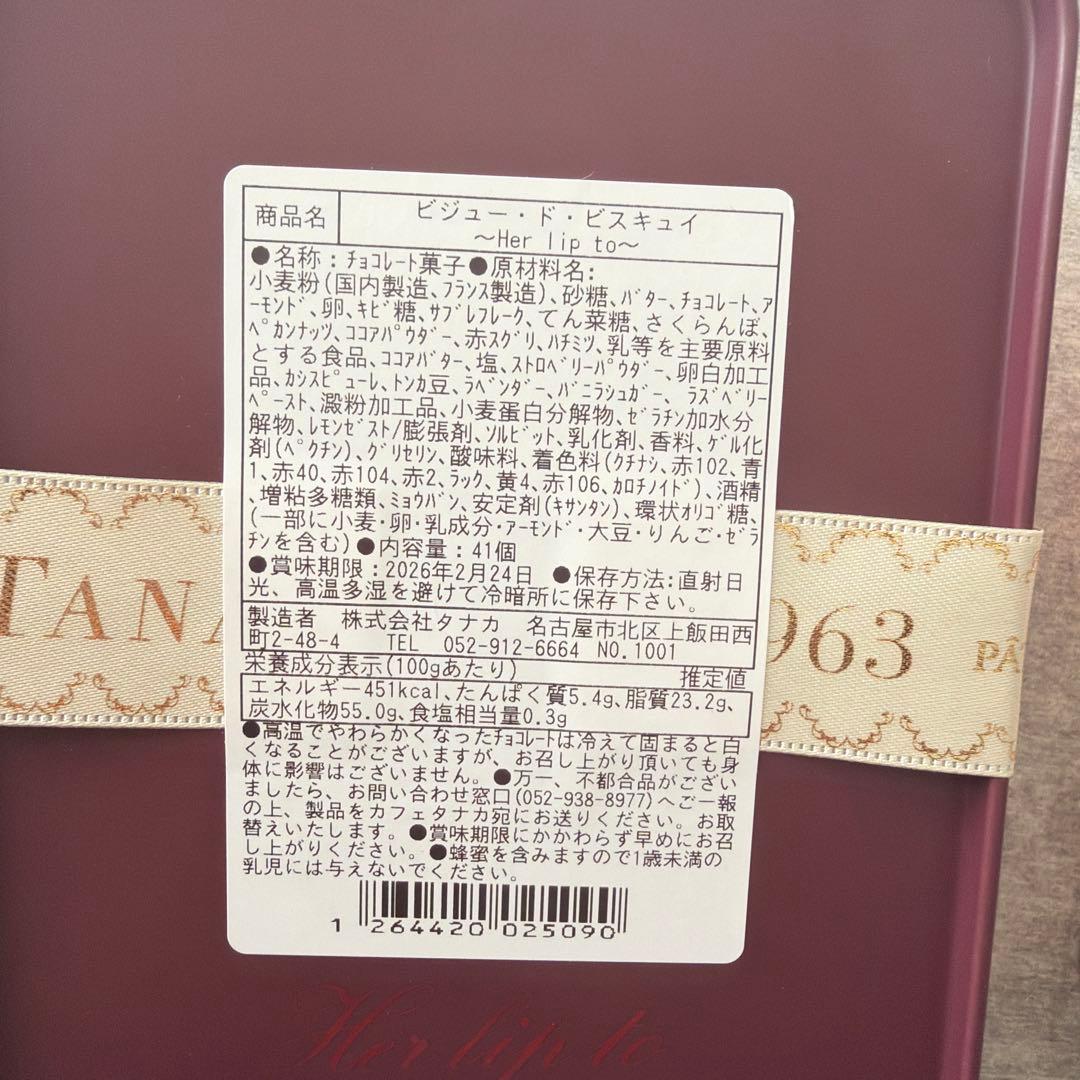 商品名
ビジュー・ド・ビスキュイ
～Her lip to～
●名称：ﾁｮｺﾚｰﾄ菓子●原材料名：
小麦粉(国内製造､ﾌﾗﾝｽ製造)､砂糖､ﾊﾞﾀｰ､ﾁｮｺﾚｰﾄ､ｱ
ｰﾓﾝﾄﾞ､卵､ｷﾋﾞ糖､ｻﾌﾞﾚﾌﾚｰｸ､てん菜糖､さくらんぼ､
ﾍﾟｶﾝﾅｯﾂ､ｺｺｱﾊﾟｳﾀﾞｰ､赤ｽｸﾞﾘ､ﾊﾁﾐﾂ､乳等を主要原料
とする食品､ｺｺｱﾊﾞﾀｰ､塩､ｽﾄﾛﾍﾞﾘｰﾊﾟｳﾀﾞｰ､卵白加工
品､ｶｼｽﾋﾟｭｰﾚ､ﾄﾝｶ豆､ﾗﾍﾞﾝﾀﾞｰ､ﾊﾞﾆﾗｼｭｶﾞｰ､ﾗｽﾞﾍﾞﾘｰ
ﾍﾟｰｽﾄ､澱粉加工品､小麦蛋白分解物､ｾﾞﾗﾁﾝ加水分
解物､ﾚﾓﾝｾﾞｽﾄ/膨張剤､ｿﾙﾋﾞｯﾄ､乳化剤､香料､ｹﾞﾙ化
剤(ﾍﾟｸﾁﾝ)､ｸﾞﾘｾﾘﾝ､酸味料､着色料(ｸﾁﾅｼ､赤102､青
1､赤40､赤104､赤2､ﾗｯｸ､黄4､赤106､ｶﾛﾁﾉｲﾄﾞ)､酒精
､増粘多糖類､ﾐｮｳﾊﾞﾝ､安定剤(ｷｻﾝﾀﾝ)､環状ｵﾘｺﾞ糖､
(一部に小麦･卵･乳成分･ｱｰﾓﾝﾄﾞ･大豆･りんご･ｾﾞﾗ
ﾁﾝを含む)●内容量：41個
●賞味期限：2026年2月24日　●保存方法:直射日
光、高温多湿を避けて冷暗所に保存下さい。
製造者　株式会社タナカ　名古屋市北区上飯田西
町2-48-4　TEL　052-912-6664　NO.1001
栄養成分表示(100gあたり)　推定値
エネルギー451kcal､たんぱく質5.4g､脂質23.2g､
炭水化物55.0g､食塩相当量0.3g
●高温でやわらかくなったﾁｮｺﾚｰﾄは冷えて固まると白
くなることがございますが、お召し上がり頂いても身
体に影響はございません。●万一、不都合品がござい
ましたら、お問い合わせ窓口(052-938-8977)へご一報
の上、製品をカフェタナカ宛にお送りください。お取
替えいたします。●賞味期限にかかわらず早めにお召
し上がりください。●蜂蜜を含みますので1歳未満の
乳児には与えないでください。
1 264420 025090
TANA
963 PÂ
Her lip to